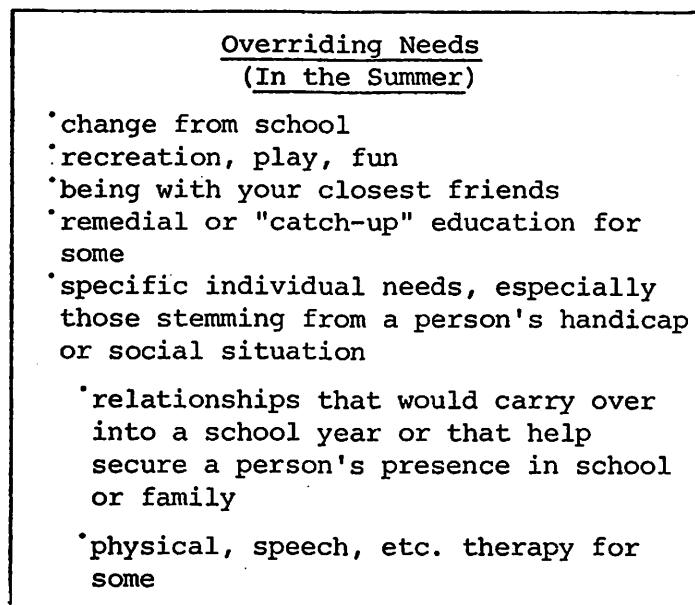 Overriding Needs
(In the Summer)
·change from school
·recreation, play, fun
·being with your closest friends
·remedial or "catch-up" education for
some
·specific individual needs, especially
those stemming from a person's handicap
or social situation
·relationships that would carry over
into a school year or that help
secure a person's presence in school
or family
·physical, speech, etc. therapy for
some